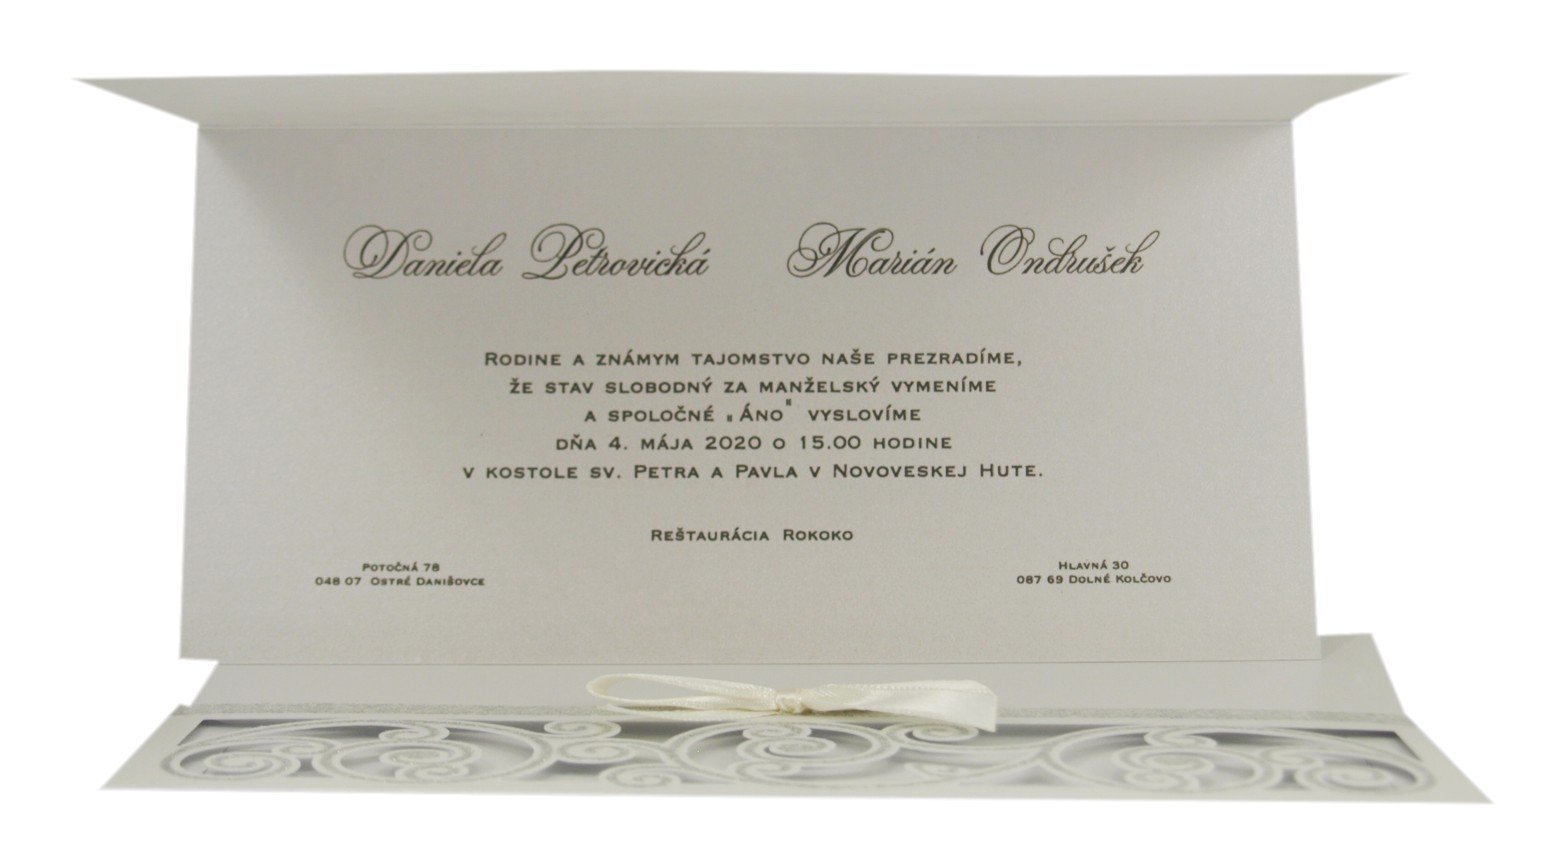 Daniela Petrovická Marián Ondrušek
Rodine a známym tajomstvo naše prezradíme,
že stav slobodný za manželský vymeníme
a spoločné "Áno" vyslovíme
dňa 4. mája 2020 o 15.00 hodine
v kostole sv. Petra a Pavla v Novoveskej Hute.
Reštaurácia Rokoko
Potočná 78
048 07 Ostré Danišovce
Hlavná 30
087 69 Dolné Kolčovo